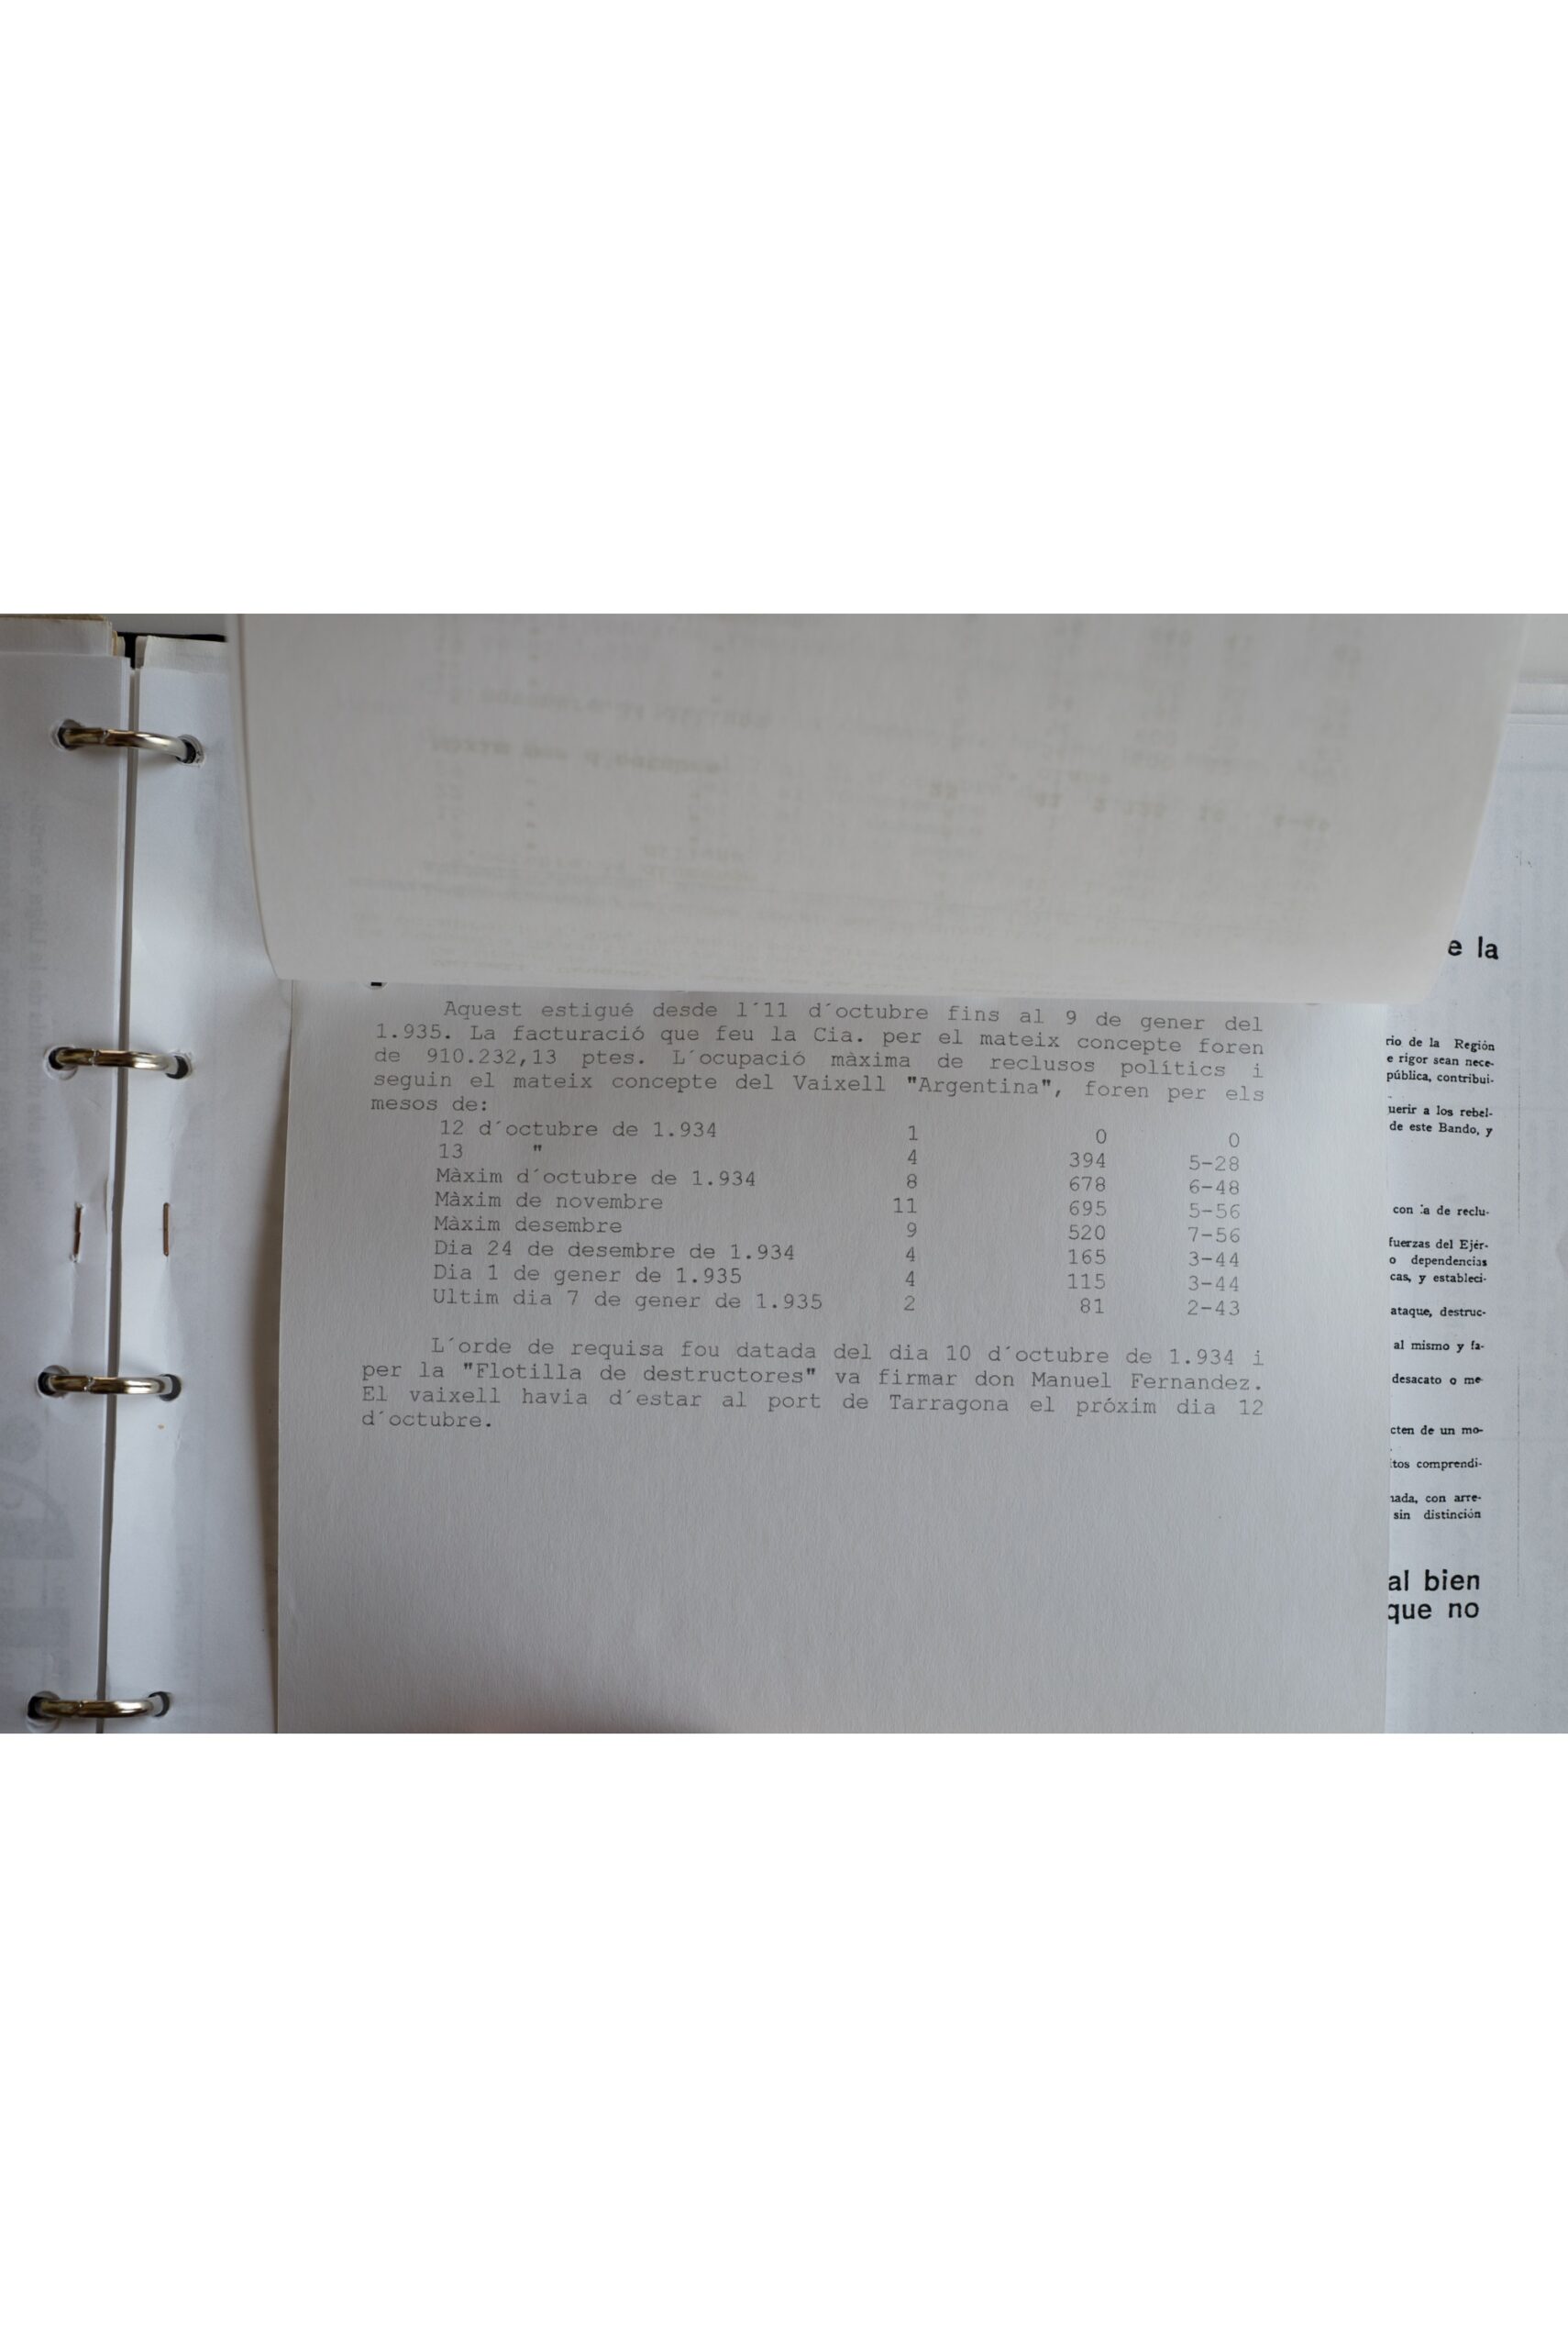 Aquest estigué desde l´11 d´octubre fins al 9 de gener del
1.935. La facturació que feu la Cia. per el mateix concepte foren
de 910.232,13 ptes. L´ocupació màxima de reclusos polítics i
seguin el mateix concepte del Vaixell "Argentina", foren per els
mesos de:
12 d´octubre de 1.934 1 0 0
13 " 4 394 5-28
Màxim d´octubre de 1.934 8 678 6-48
Màxim de novembre 11 695 5-56
Màxim desembre 9 520 7-56
Dia 24 de desembre de 1.934 4 165 3-44
Dia 1 de gener de 1.935 4 115 3-44
Ultim dia 7 de gener de 1.935 2 81 2-43
L´orde de requisa fou datada del dia 10 d´octubre de 1.934 i
per la "Flotilla de destructores" va firmar don Manuel Fernandez.
El vaixell havia d´estar al port de Tarragona el próxim dia 12
d´octubre.
e la
rio de la Región
e rigor sean nece-
pública, contribui-
uerir a los rebel-
de este Bando, y
con de reclu-
fuerzas del Ejér-
o dependencias
cas, y estableci-
ataque, destruc-
al mismo y fa-
desacato o me-
cten de un mo-
tos comprendi-
nada, con arre-
sin distinción
al bien
que no